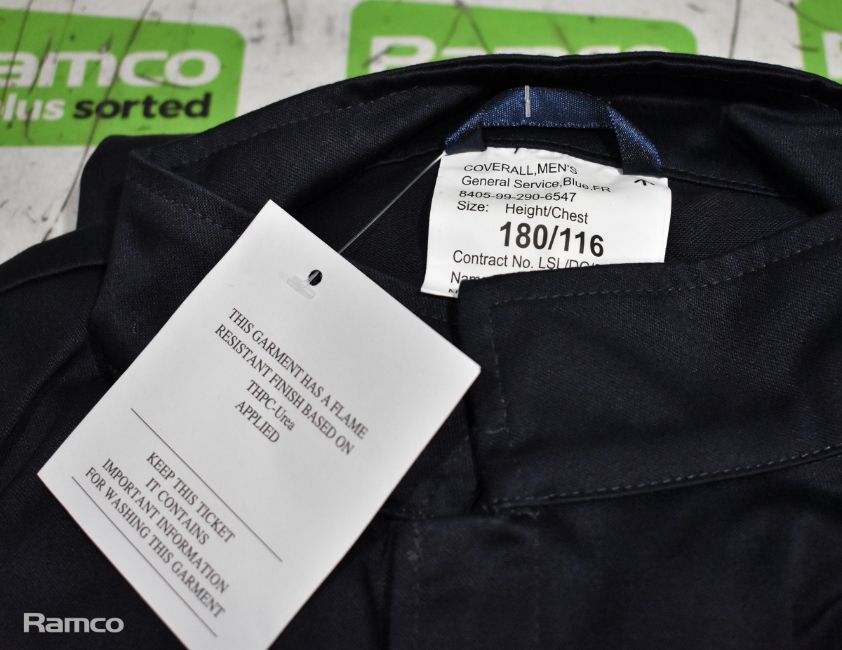 Ramco
plus sorted
COVERALL,MEN'S
General Service,Blue,FR
8405-99-290-6547
Size: Height/Chest
180/116
Contract No. LSL/DQ/
THIS GARMENT HAS A FLAME
RESISTANT FINISH BASED ON
THPC-Urea
APPLIED
KEEP THIS TICKET
IT CONTAINS
IMPORTANT INFORMATION
FOR WASHING THIS GARMENT
Ramco